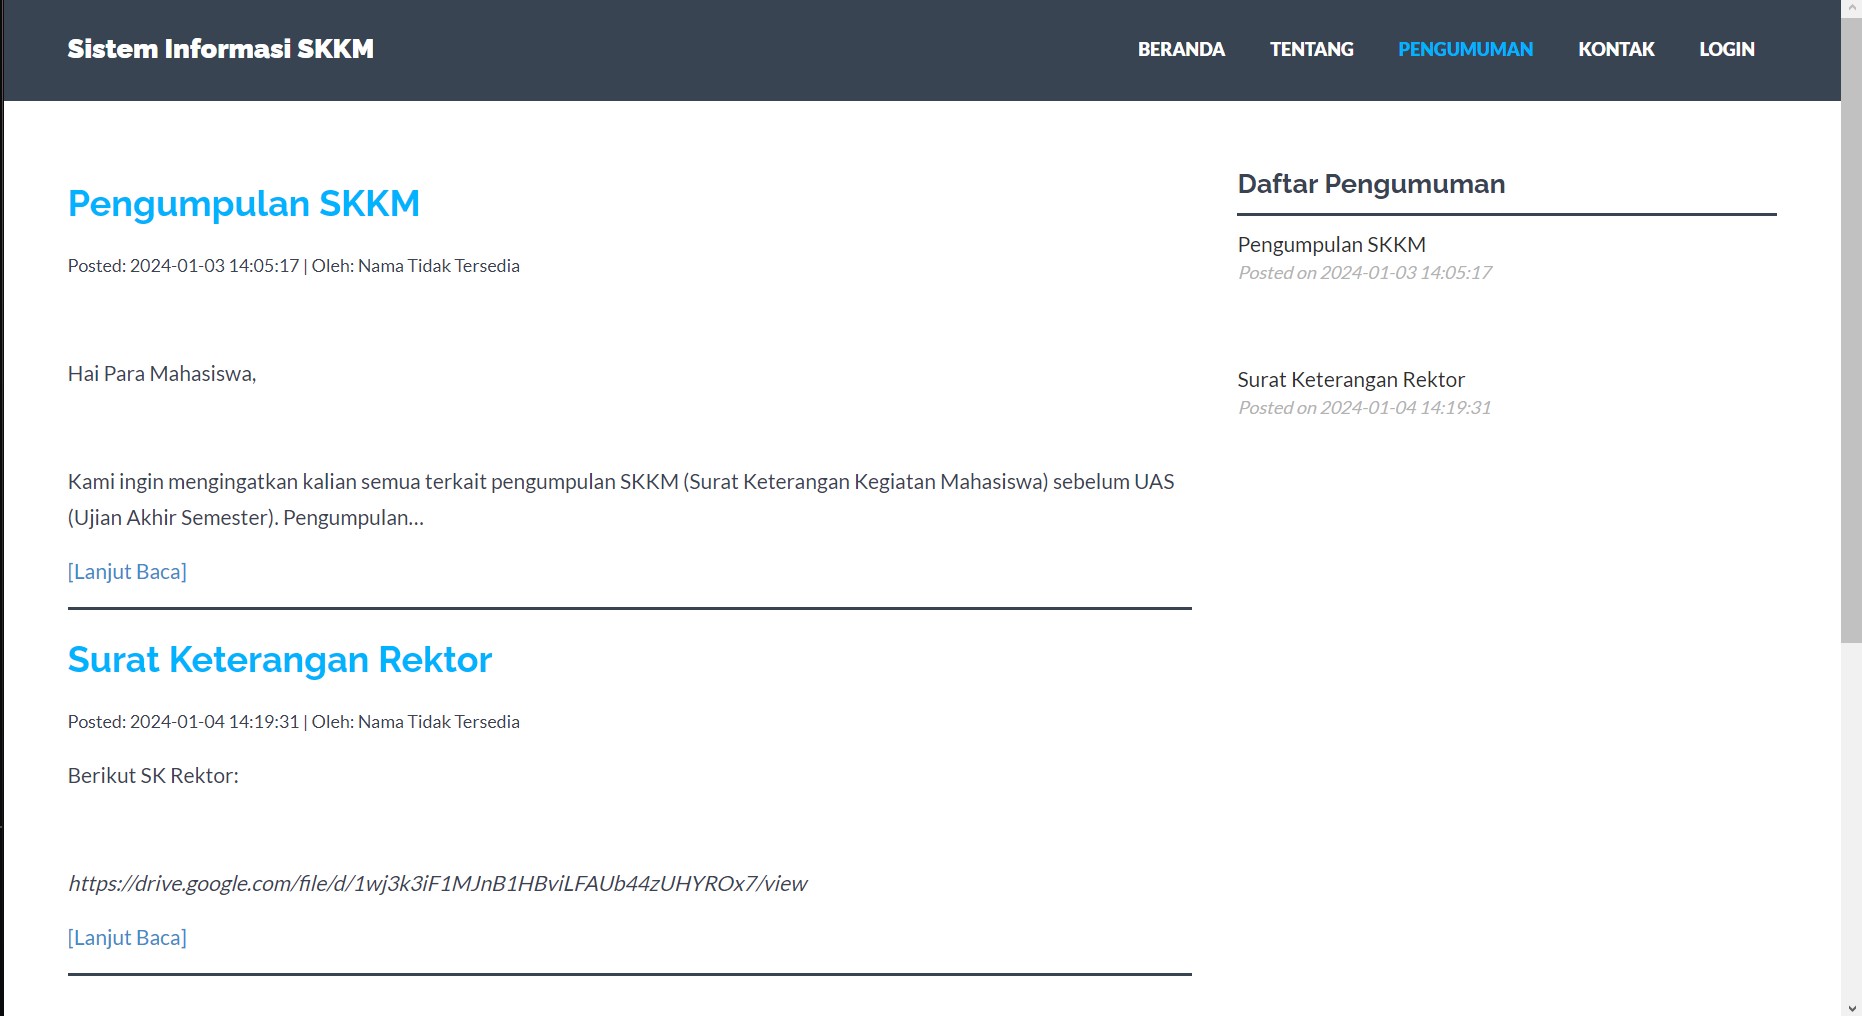 Sistem Informasi SKKM
BERANDA TENTANG PENGUMUMAN KONTAK LOGIN
Pengumpulan SKKM
Posted: 2024-01-03 14:05:17 | Oleh: Nama Tidak Tersedia
Hai Para Mahasiswa,
Kami ingin mengingatkan kalian semua terkait pengumpulan SKKM (Surat Keterangan Kegiatan Mahasiswa) sebelum UAS
(Ujian Akhir Semester). Pengumpulan...
[Lanjut Baca]
Surat Keterangan Rektor
Posted: 2024-01-04 14:19:31 | Oleh: Nama Tidak Tersedia
Berikut SK Rektor:
https://drive.google.com/file/d/1wj3k3iF1MJnB1HBviLFAUb44zUHYROx7/view
[Lanjut Baca]
Daftar Pengumuman
Pengumpulan SKKM
Posted on 2024-01-03 14:05:17
Surat Keterangan Rektor
Posted on 2024-01-04 14:19:31